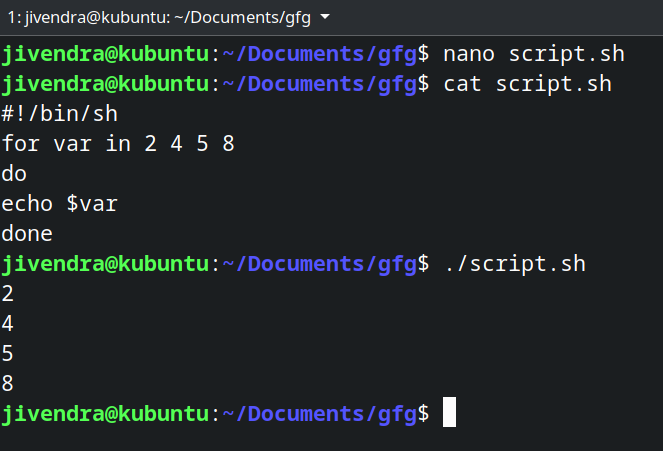 1: jivendra@kubuntu: ~/Documents/gfg
jivendra@kubuntu:~/Documents/gfg$ nano script.sh
jivendra@kubuntu:~/Documents/gfg$ cat script.sh
#!/bin/sh
for var in 2 4 5 8
do
echo $var
done
jivendra@kubuntu:~/Documents/gfg$ ./script.sh
2
4
5
8
jivendra@kubuntu:~/Documents/gfg$